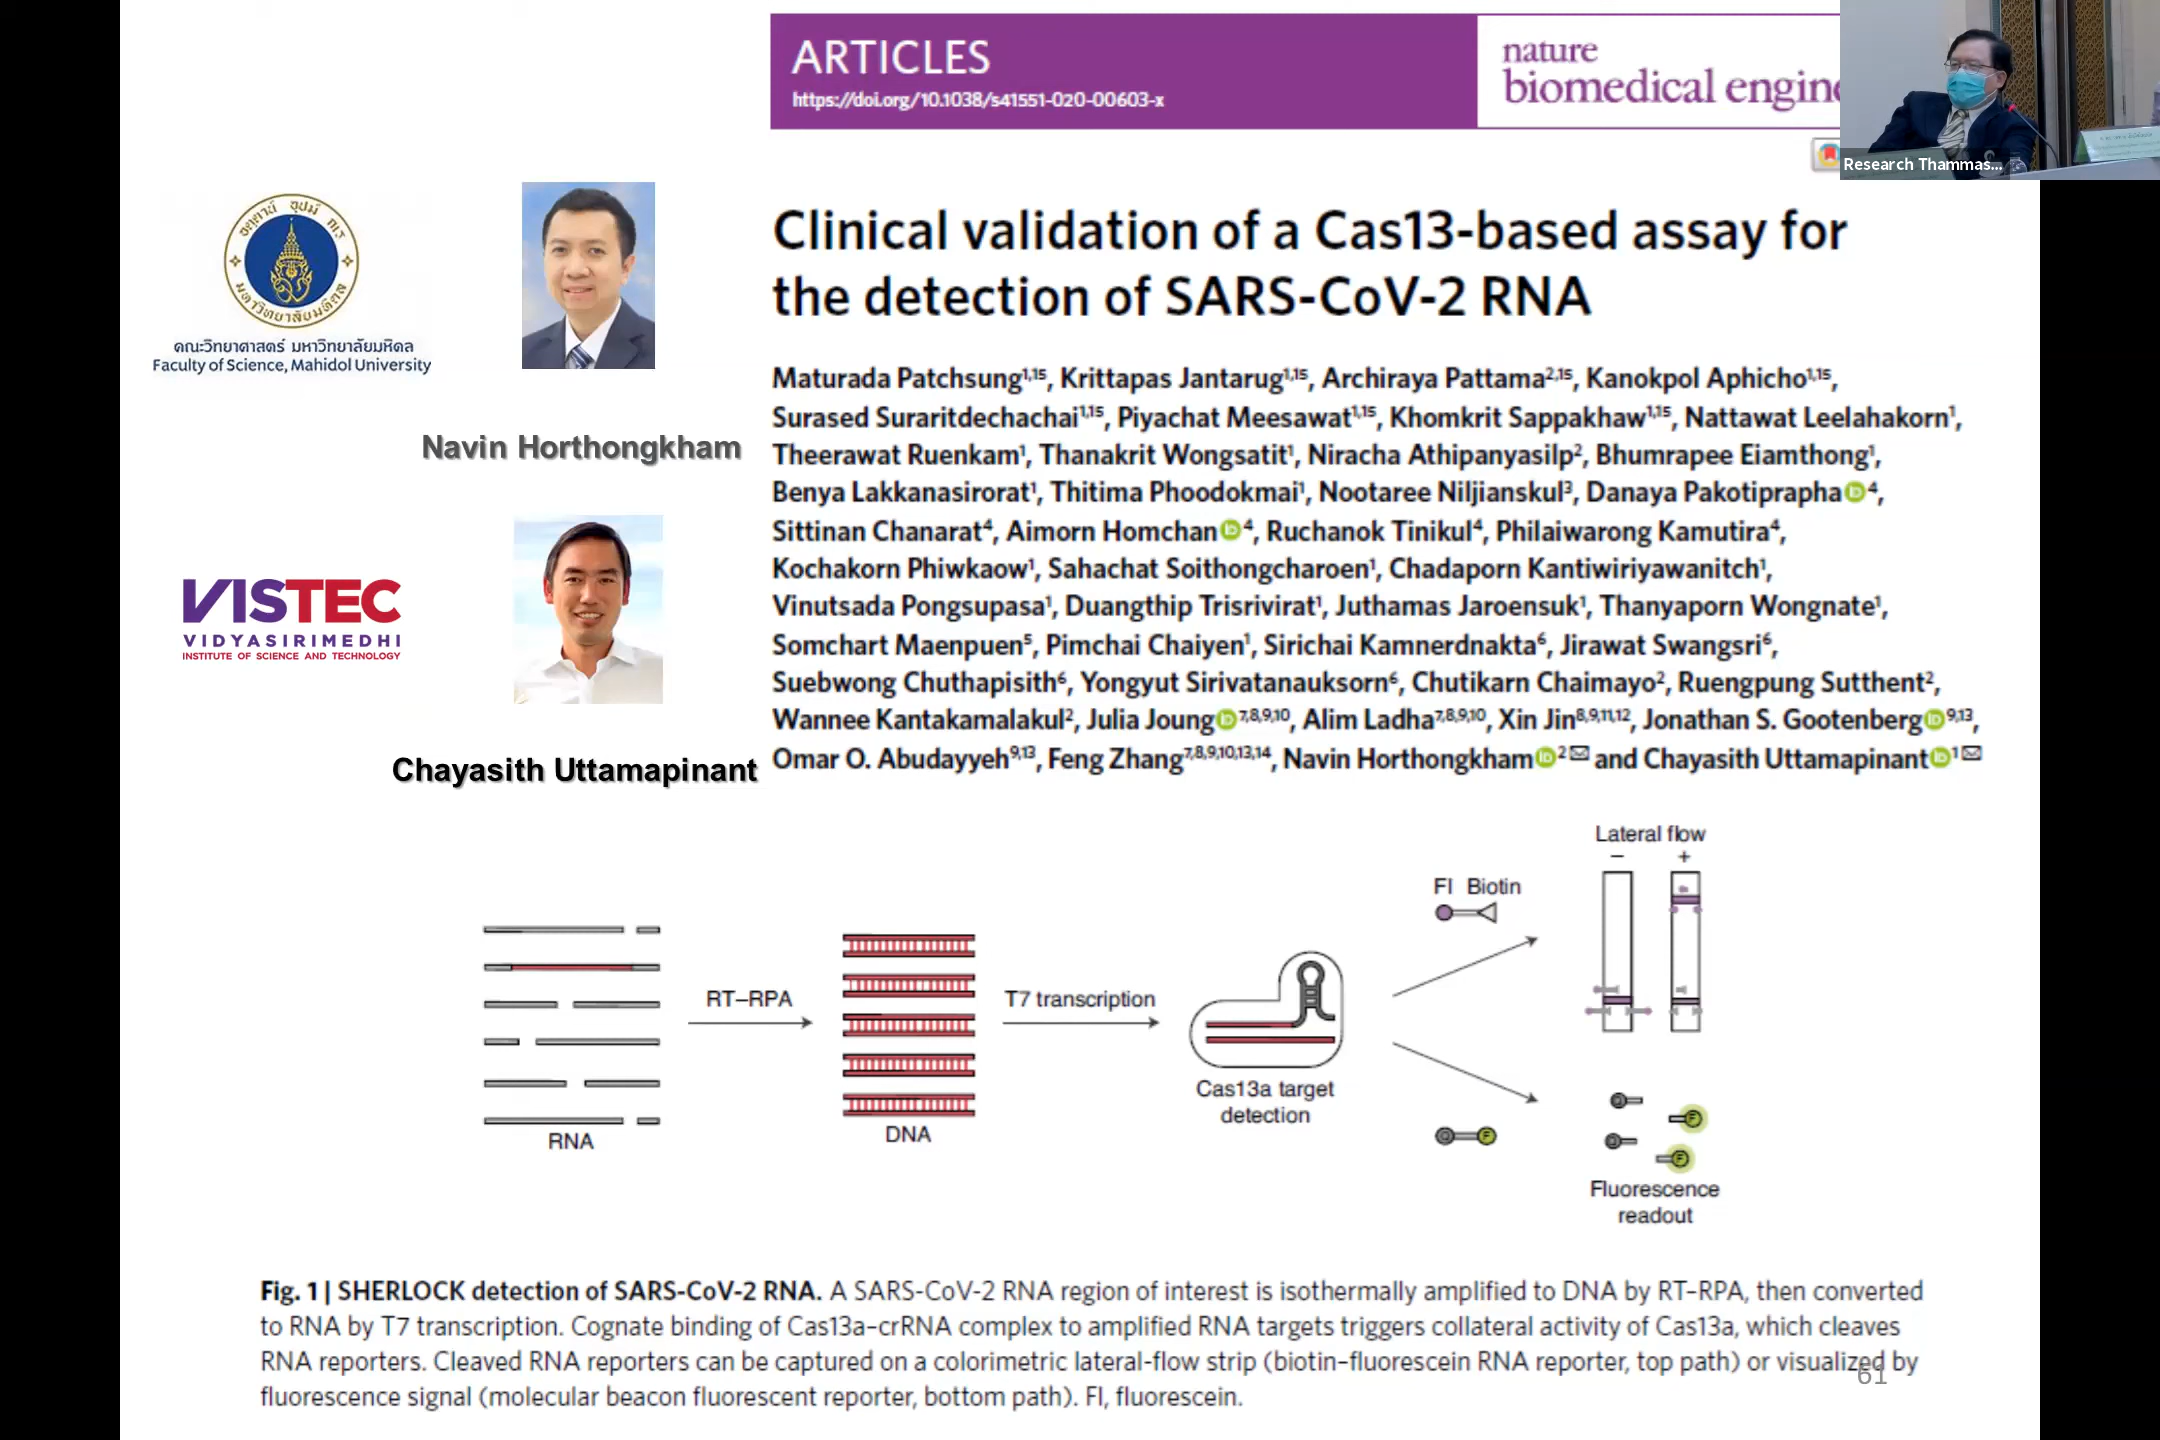 ARTICLES
https://doi.org/10.1038/s41551-020-00603-x
nature
biomedical engine
Research Thammas...
Clinical validation of a Cas13-based assay for
the detection of SARS-CoV-2 RNA
คณะวิทยาศาสตร์ มหาวิทยาลัยมหิดล
Faculty of Science, Mahidol University
Navin Horthongkham
VISTEC
VIDYASIRIMEDHI
INSTITUTE OF SCIENCE AND TECHNOLOGY
Chayasith Uttamapinant
Maturada Patchsung1,15, Krittapas Jantarug1,15, Archiraya Pattama2,15, Kanokpol Aphicho1,15,
Surased Suraritdechachai1,15, Piyachat Meesawat1,15, Khomkrit Sappakhaw1,15, Nattawat Leelahakorn1,
Theerawat Ruenkam1, Thanakrit Wongsatit1, Niracha Athipanyasilp2, Bhumrapee Eiamthong1,
Benya Lakkanasirorat1, Thitima Phoodokmai1, Nootaree Niljianskul3, Danaya Pakotiprapha4,
Sittinan Chanarat4, Aimorn Homchan4, Ruchanok Tinikul4, Philaiwarong Kamutira4,
Kochakorn Phiwkaow1, Sahachat Soithongcharoen1, Chadaporn Kantiwiriyawanitch1,
Vinutsada Pongsupasa1, Duangthip Trisrivirat1, Juthamas Jaroensuk1, Thanyaporn Wongnate1,
Somchart Maenpuen5, Pimchai Chaiyen1, Sirichai Kamnerdnakta6, Jirawat Swangsri6,
Suebwong Chuthapisith6, Yongyut Sirivatanauksorn6, Chutikarn Chaimayo2, Ruengpung Sutthent2,
Wannee Kantakamalakul2, Julia Joung7,8,9,10, Alim Ladha7,8,9,10, Xin Jin8,9,11,12, Jonathan S. Gootenberg9,13,
Omar O. Abudayyeh9,13, Feng Zhang7,8,9,10,13,14, Navin Horthongkham2 and Chayasith Uttamapinant1
Lateral flow
− +
Fl Biotin
RT–RPA
T7 transcription
RNA
DNA
Cas13a target
detection
Q F
Fluorescence
readout
Fig. 1 | SHERLOCK detection of SARS-CoV-2 RNA. A SARS-CoV-2 RNA region of interest is isothermally amplified to DNA by RT–RPA, then converted
to RNA by T7 transcription. Cognate binding of Cas13a–crRNA complex to amplified RNA targets triggers collateral activity of Cas13a, which cleaves
RNA reporters. Cleaved RNA reporters can be captured on a colorimetric lateral-flow strip (biotin–fluorescein RNA reporter, top path) or visualized by
fluorescence signal (molecular beacon fluorescent reporter, bottom path). Fl, fluorescein.
61